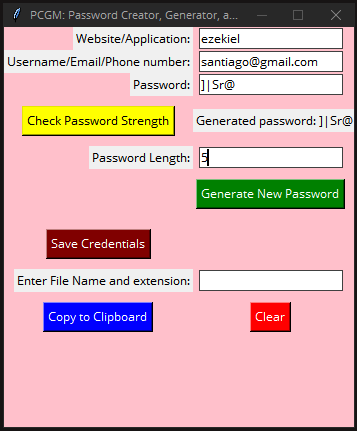 PCGM: Password Creator, Generator, a...
Website/Application: ezekiel
Username/Email/Phone number: santiago@gmail.com
Password: ]|Sr@
Check Password Strength Generated password: ]|Sr@
Password Length: 5
Generate New Password
Save Credentials
Enter File Name and extension:
Copy to Clipboard Clear